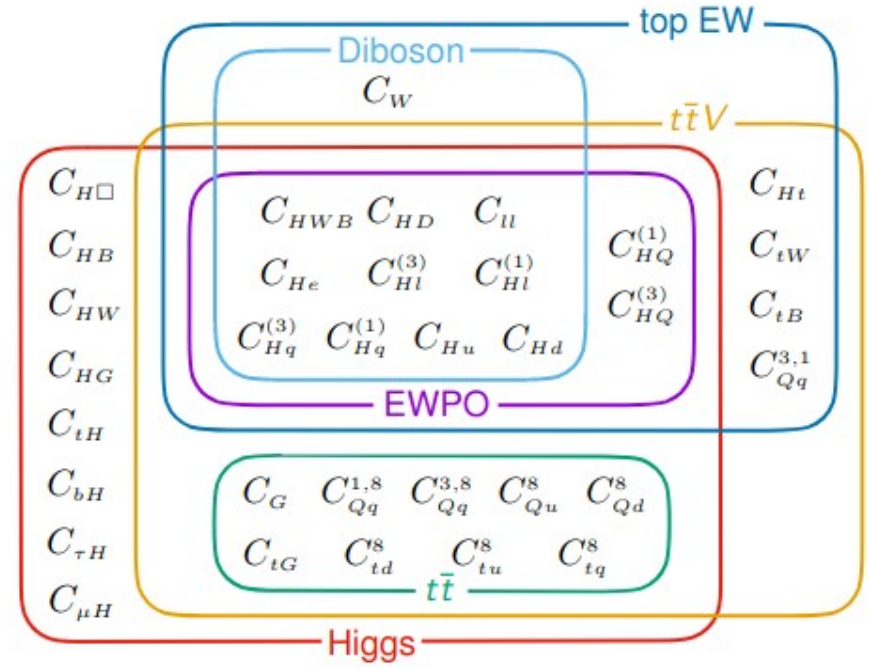 top EW
Diboson
C_W
tt̄V
C_{H□}
C_{HB}
C_{HW}
C_{HG}
C_{tH}
C_{bH}
C_{τH}
C_{μH}
C_{HWB} C_{HD} C_{ll}
C_{He} C_{Hl}^{(3)} C_{Hl}^{(1)}
C_{Hq}^{(3)} C_{Hq}^{(1)} C_{Hu} C_{Hd}
C_{HQ}^{(1)}
C_{HQ}^{(3)}
EWPO
C_{Ht}
C_{tW}
C_{tB}
C_{Qq}^{3,1}
C_G C_{Qq}^{1,8} C_{Qq}^{3,8} C_{Qu}^{8} C_{Qd}^{8}
C_{tG} C_{td}^{8} C_{tu}^{8} C_{tq}^{8}
tt̄
Higgs